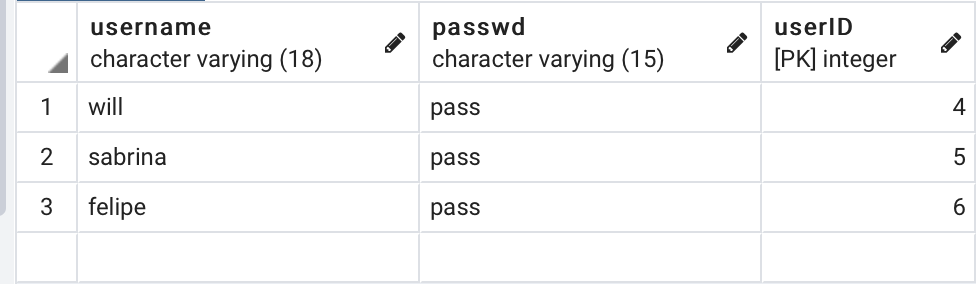 username passwd userID
character varying (18) character varying (15) [PK] integer
1 will pass 4
2 sabrina pass 5
3 felipe pass 6